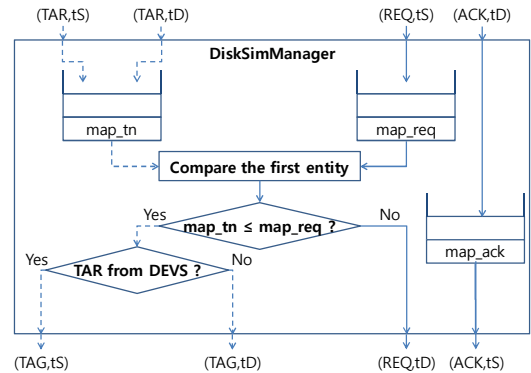 (TAR,tS) (TAR,tD) (REQ,tS) (ACK,tD)
DiskSimManager
map_tn map_req
Compare the first entity
Yes map_tn ≤ map_req ? No
map_ack
Yes TAR from DEVS ? No
(TAG,tS) (TAG,tD) (REQ,tD) (ACK,tS)